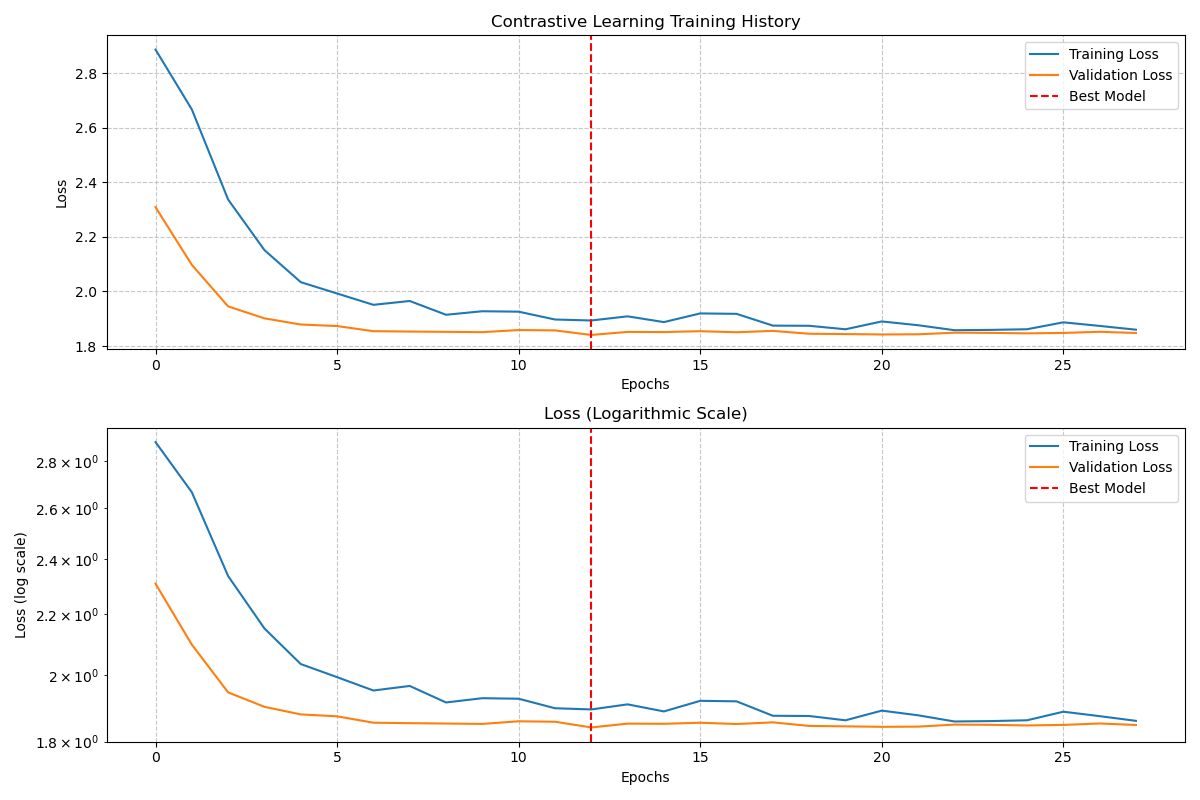 Contrastive Learning Training History
Loss
2.8
2.6
2.4
2.2
2.0
1.8
Training Loss
Validation Loss
Best Model
0 5 10 15 20 25
Epochs
Loss (Logarithmic Scale)
Loss (log scale)
2.8 × 10⁰
2.6 × 10⁰
2.4 × 10⁰
2.2 × 10⁰
2 × 10⁰
1.8 × 10⁰
Training Loss
Validation Loss
Best Model
0 5 10 15 20 25
Epochs